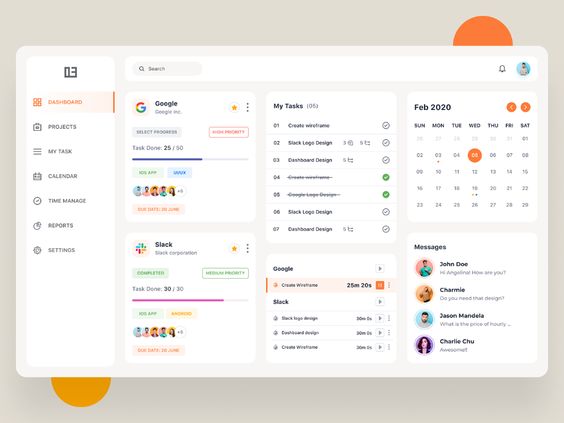 Search
DASHBOARD
PROJECTS
MY TASK
CALENDAR
TIME MANAGE
REPORTS
SETTINGS
Google
Google inc.
SELECT PROGRESS
HIGH PRIORITY
Task Done: 25 / 50
IOS APP
UI/UX
DUE DATE: 20 JUNE
Slack
Slack corporation
COMPLETED
MEDIUM PRIORITY
Task Done: 30 / 30
IOS APP
ANDROID
DUE DATE: 20 JUNE
My Tasks (05)
01 Create wireframe
02 Slack Logo Design 3 5
03 Dashboard Design 5
04 Create wireframe
05 Google Logo Design
06 Slack Logo Design
07 Dashboard Design 5
Google
Create Wireframe 25m 20s
Slack
Slack logo design 30m 0s
Dashboard design 30m 0s
Create Wireframe 30m 0s
Feb 2020
SUN MON TUE WED THU FRI SAT
26 27 28 29 30 31 01
02 03 04 05 06 07 08
09 10 11 12 13 14 15
16 17 18 19 20 21 22
23 24 25 26 27 28 29
Messages
John Doe
Hi Angelina! How are you?
Charmie
Do you need that design?
Jason Mandela
What is the price of hourly ...
Charlie Chu
Awesome!!